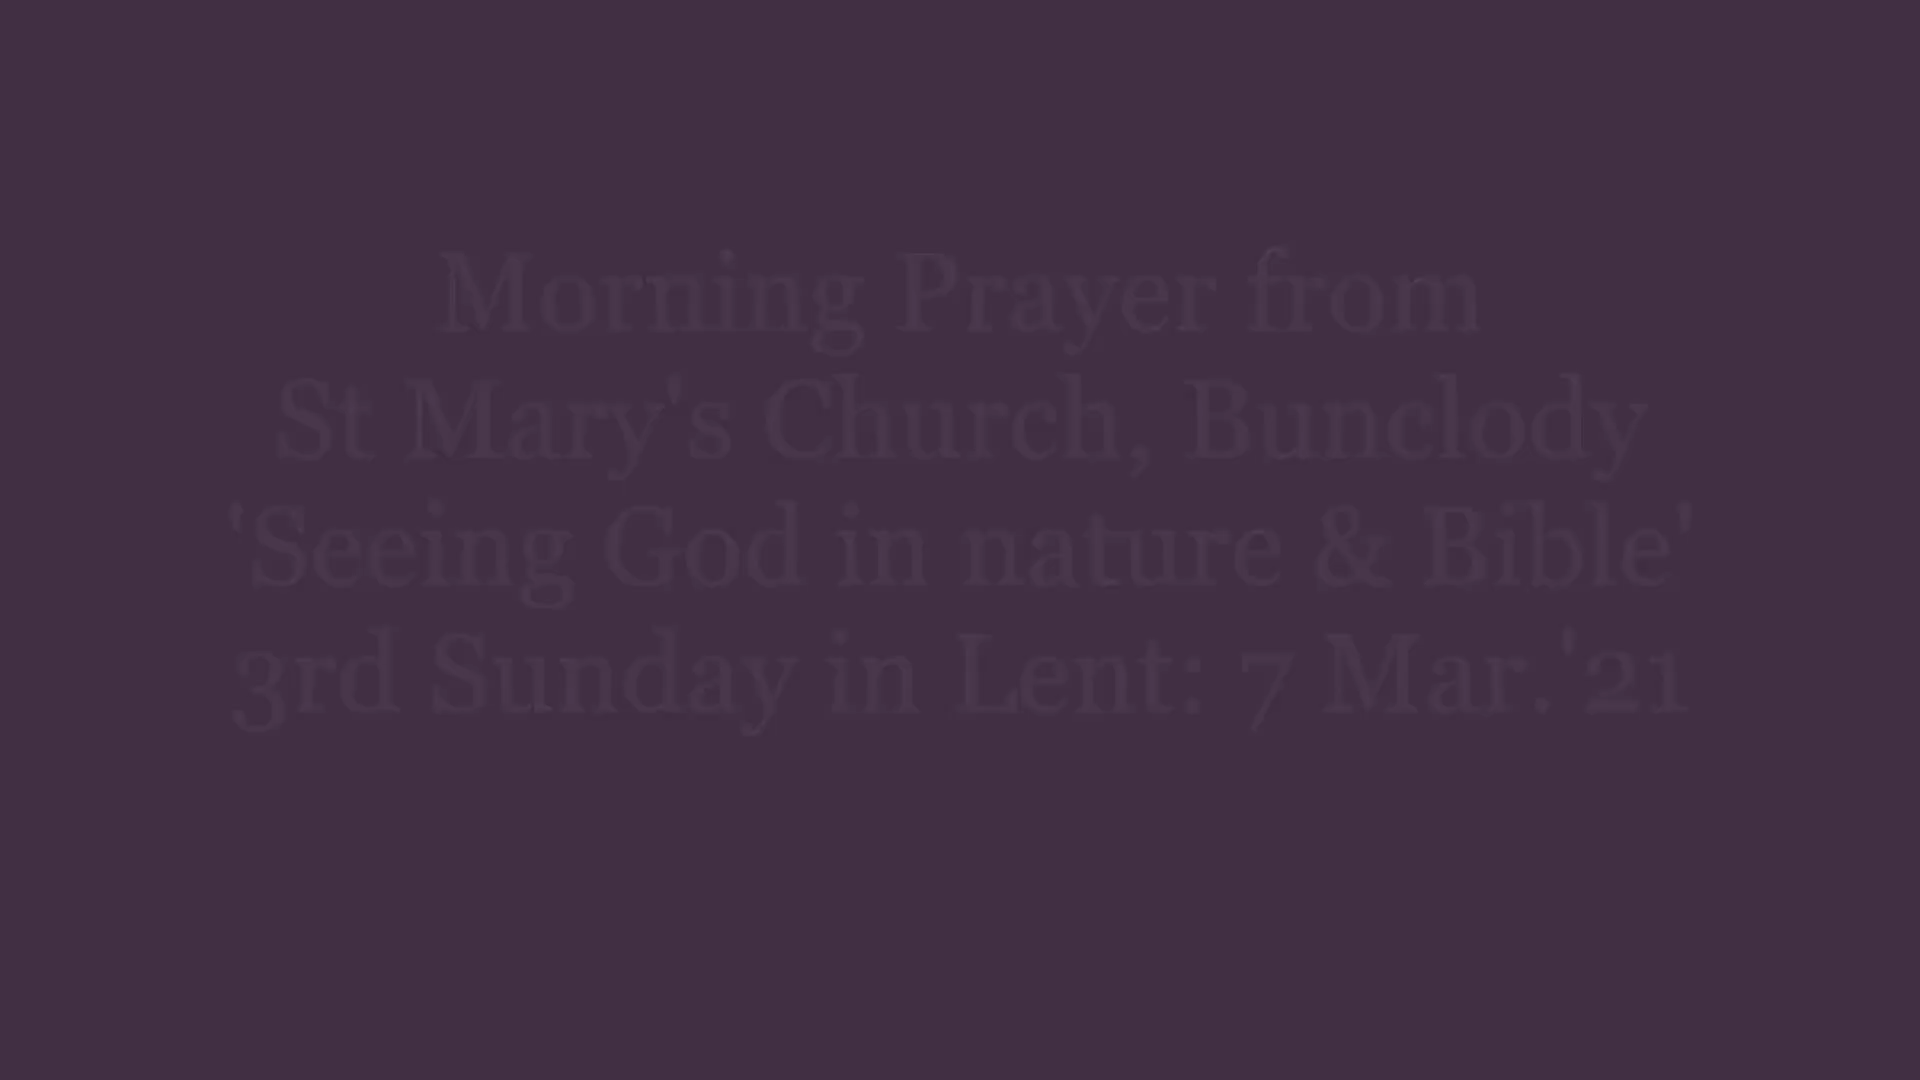 Morning Prayer from
St Mary's Church, Bunclody
'Seeing God in nature & Bible'
3rd Sunday in Lent: 7 Mar.'21